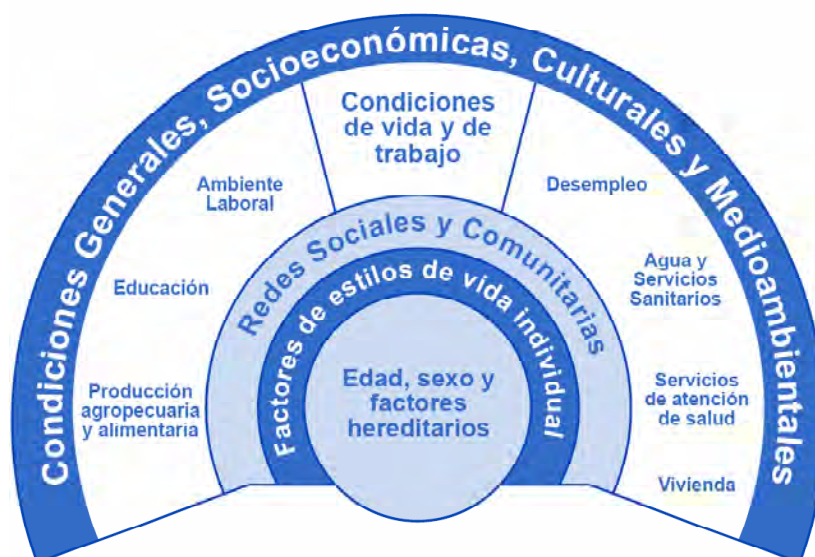 Condiciones Generales, Socioeconómicas, Culturales y Medioambientales
Condiciones
de vida y de
trabajo
Ambiente
Laboral
Desempleo
Redes Sociales y Comunitarias
Educación
Agua y
Servicios
Sanitarios
Factores de estilos de vida individual
Producción
agropecuaria
y alimentaria
Edad, sexo y
factores
hereditarios
Servicios
de atención
de salud
Vivienda